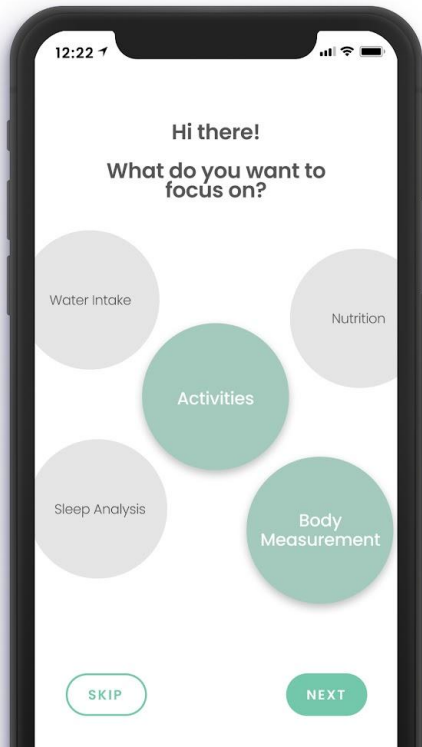 12:22
Hi there!
What do you want to
focus on?
Water Intake
Nutrition
Activities
Sleep Analysis
Body
Measurement
SKIP
NEXT